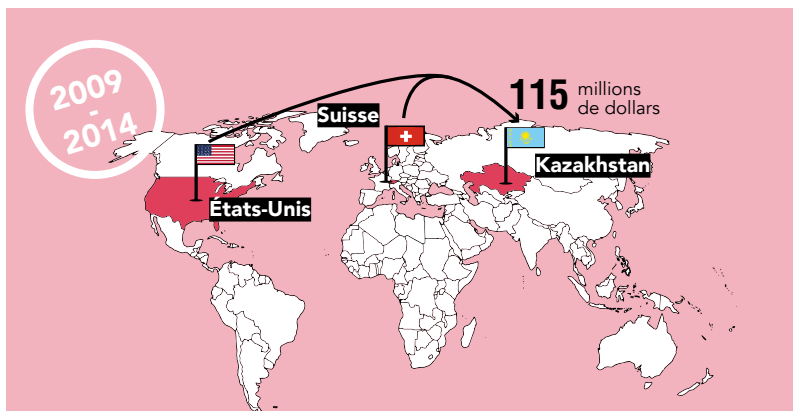 2009
-
2014
115 millions
de dollars
Suisse
Kazakhstan
États-Unis